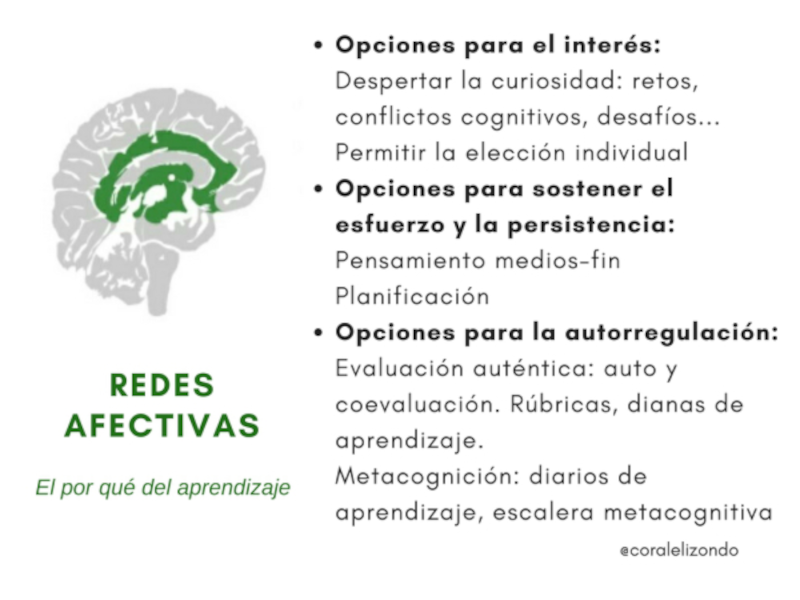 • Opciones para el interés:
Despertar la curiosidad: retos,
conflictos cognitivos, desafíos...
Permitir la elección individual
• Opciones para sostener el
esfuerzo y la persistencia:
Pensamiento medios-fin
Planificación
• Opciones para la autorregulación:
Evaluación auténtica: auto y
coevaluación. Rúbricas, dianas de
aprendizaje.
Metacognición: diarios de
aprendizaje, escalera metacognitiva
REDES
AFECTIVAS
El por qué del aprendizaje
@coralelizondo